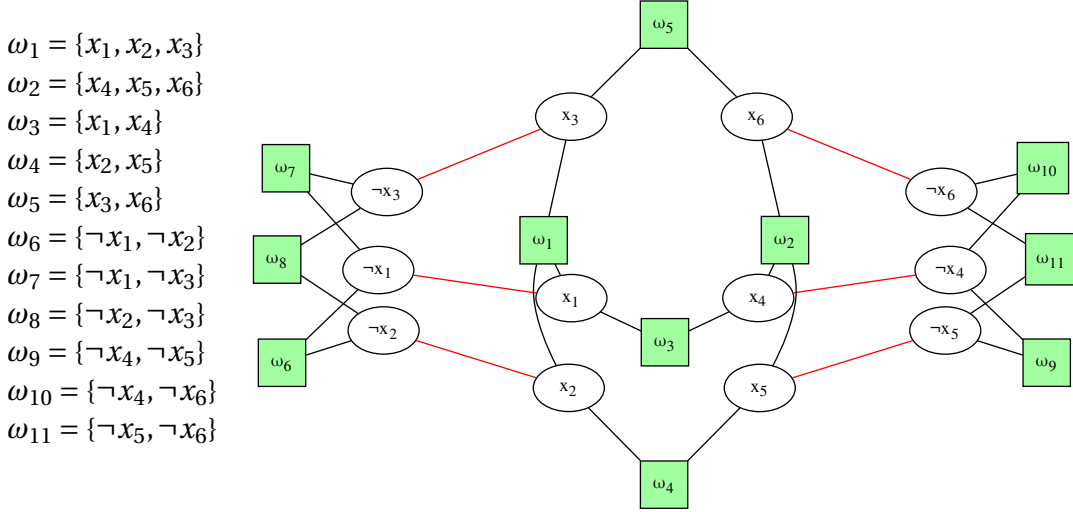 ω₁ = {x₁, x₂, x₃}
ω₂ = {x₄, x₅, x₆}
ω₃ = {x₁, x₄}
ω₄ = {x₂, x₅}
ω₅ = {x₃, x₆}
ω₆ = {¬x₁, ¬x₂}
ω₇ = {¬x₁, ¬x₃}
ω₈ = {¬x₂, ¬x₃}
ω₉ = {¬x₄, ¬x₅}
ω₁₀ = {¬x₄, ¬x₆}
ω₁₁ = {¬x₅, ¬x₆}
ω₅
x₃
x₆
ω₇
ω₁₀
¬x₃
¬x₆
ω₁
ω₂
ω₈
ω₁₁
¬x₁
¬x₄
x₁
x₄
¬x₂
¬x₅
ω₃
ω₆
ω₉
x₂
x₅
ω₄